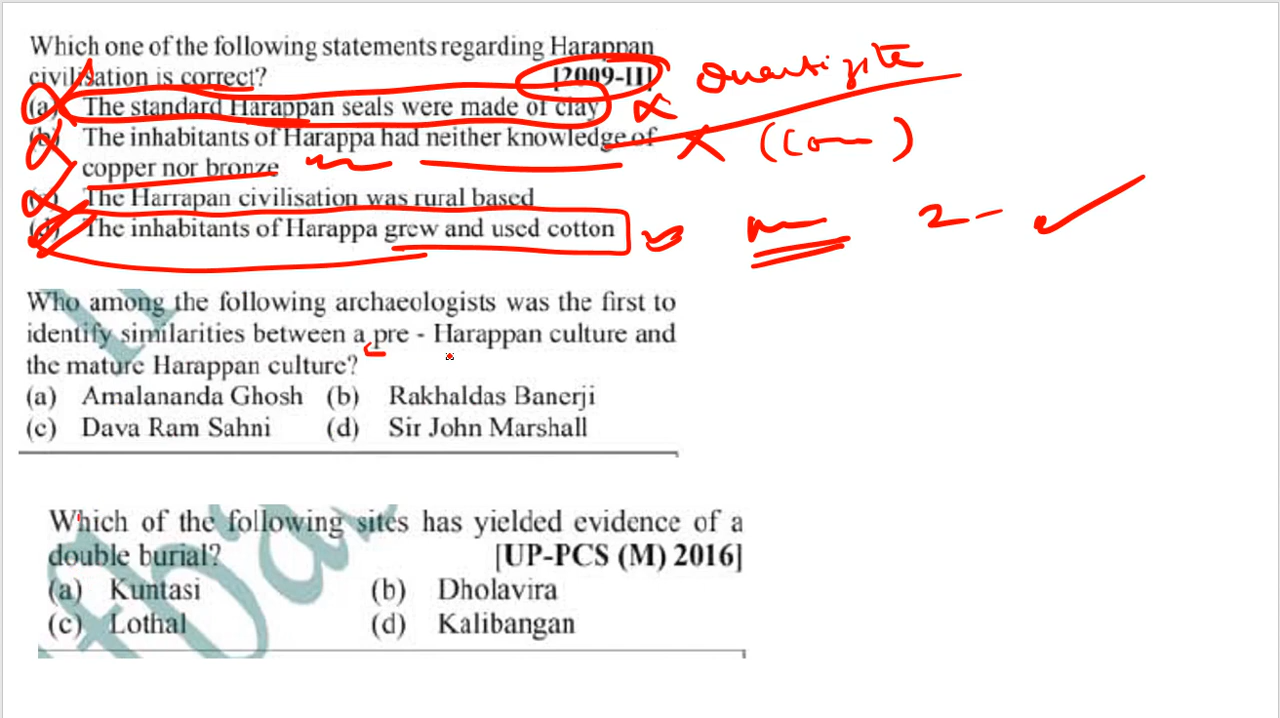 Which one of the following statements regarding Harappan
civilisation is correct? [2009-II]
(a) The standard Harappan seals were made of clay
Quartzite
(b) The inhabitants of Harappa had neither knowledge of
copper nor bronze
(c) The Harrapan civilisation was rural based
(d) The inhabitants of Harappa grew and used cotton
2-
Who among the following archaeologists was the first to
identify similarities between a pre - Harappan culture and
the mature Harappan culture?
(a) Amalananda Ghosh (b) Rakhaldas Banerji
(c) Dava Ram Sahni (d) Sir John Marshall
Which of the following sites has yielded evidence of a
double burial? [UP-PCS (M) 2016]
(a) Kuntasi (b) Dholavira
(c) Lothal (d) Kalibangan